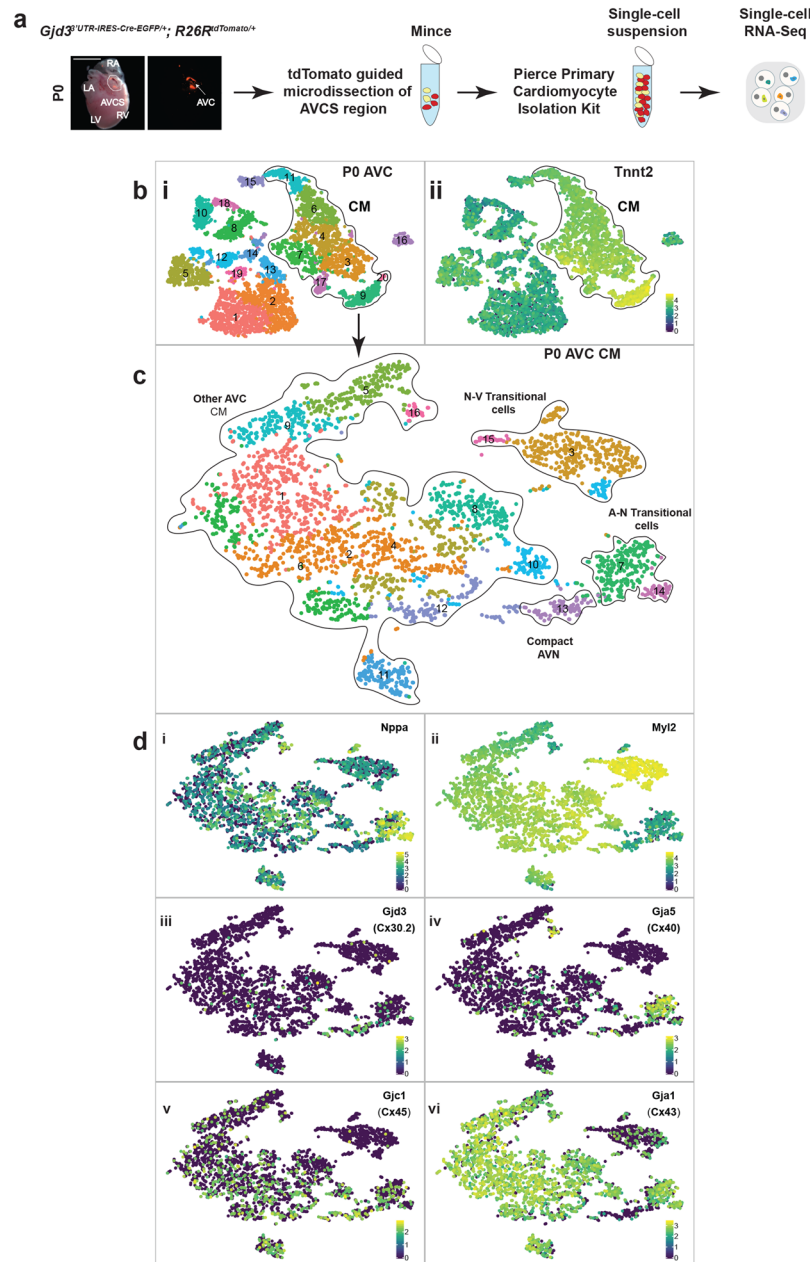 a
Gjd3 3'UTR-IRES-Cre-EGFP/+; R26R tdTomato/+
P0
RA
LA
AVCS
LV
RV
AVC
tdTomato guided
microdissection of
AVCS region
Mince
Pierce Primary
Cardiomyocyte
Isolation Kit
Single-cell
suspension
Single-cell
RNA-Seq
b
i
P0 AVC
CM
15
11
18
10
8
6
4
7
3
12
14
5
19
13
17
20
9
16
2
1
ii
Tnnt2
CM
4
3
2
1
0
c
P0 AVC CM
Other AVC
CM
N-V Transitional
cells
A-N Transitional
cells
Compact
AVN
5
16
9
15
3
1
8
2
4
6
10
7
14
12
13
11
d
i
Nppa
5
4
3
2
1
0
ii
Myl2
4
3
2
1
0
iii
Gjd3
(Cx30.2)
3
2
1
0
iv
Gja5
(Cx40)
3
2
1
0
v
Gjc1
(Cx45)
2
1
0
vi
Gja1
(Cx43)
3
2
1
0